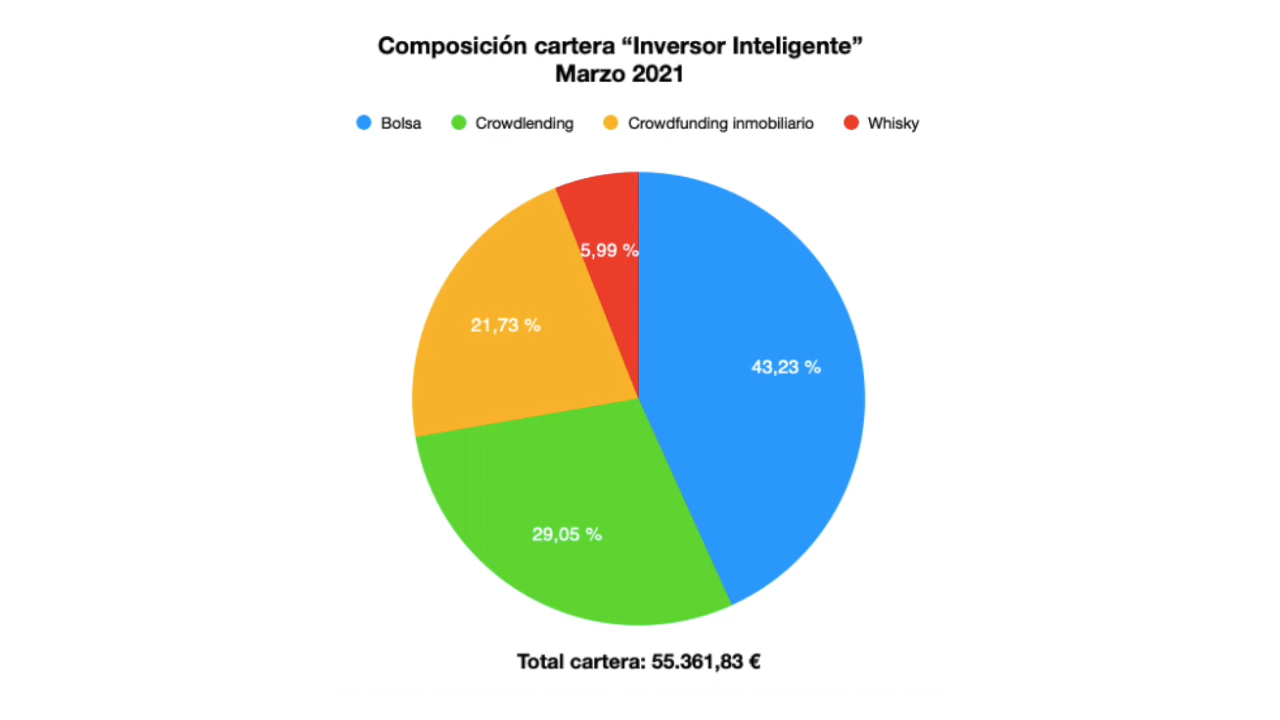 Composición cartera “Inversor Inteligente”
Marzo 2021
Bolsa Crowdlending Crowdfunding inmobiliario Whisky
5,99 %
21,73 %
43,23 %
29,05 %
Total cartera: 55.361,83 €